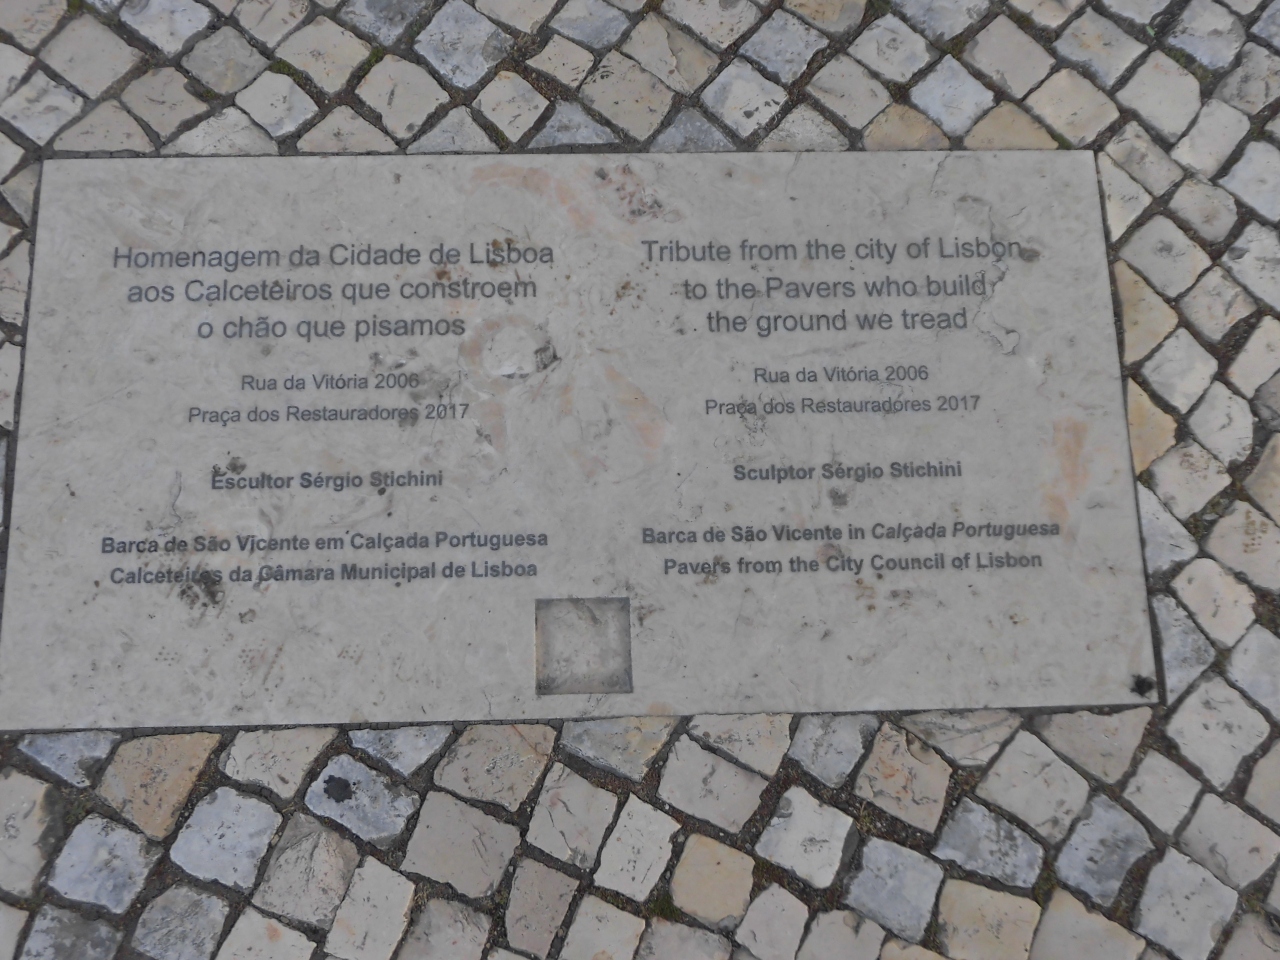 Homenagem da Cidade de Lisboa
aos Calceteiros que constroem
o chão que pisamos
Rua da Vitória 2006
Praça dos Restauradores 2017
Escultor Sérgio Stichini
Barca de São Vicente em Calçada Portuguesa
Calceteiros da Câmara Municipal de Lisboa
Tribute from the city of Lisbon
to the Pavers who build
the ground we tread
Rua da Vitória 2006
Praça dos Restauradores 2017
Sculptor Sérgio Stichini
Barca de São Vicente in Calçada Portuguesa
Pavers from the City Council of Lisbon